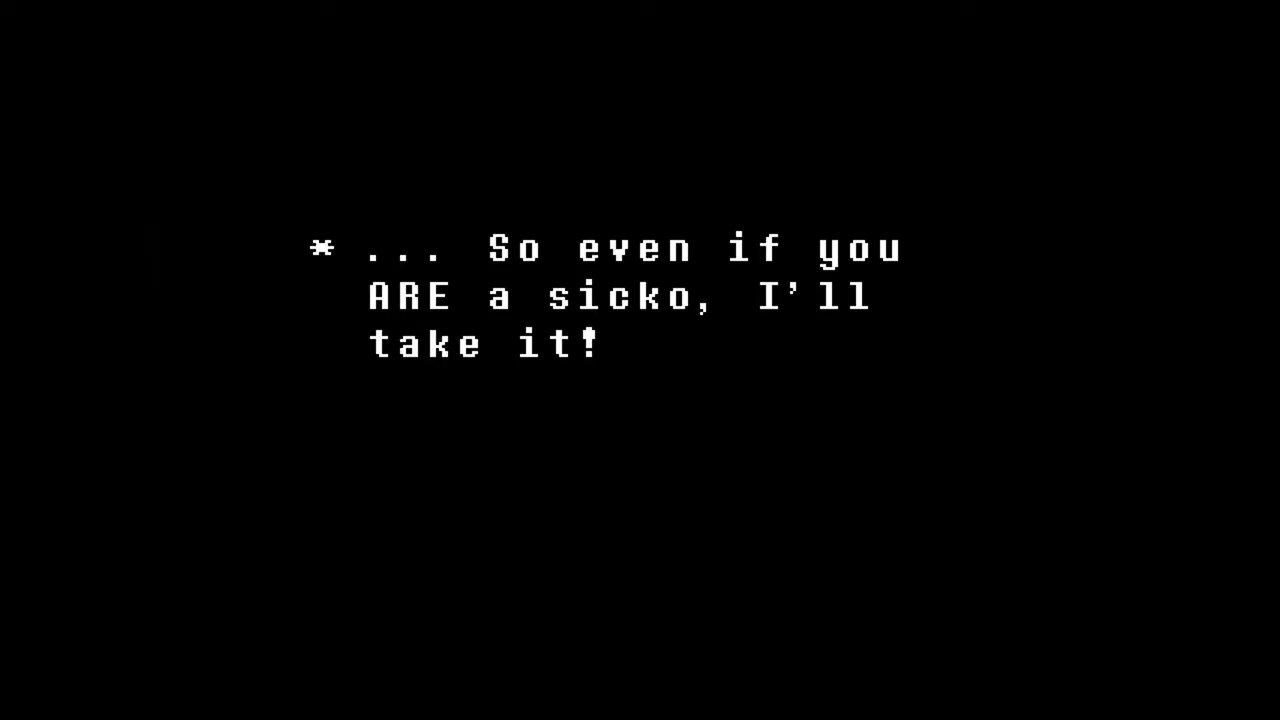 * ... So even if you
ARE a sicko, I'll
take it!